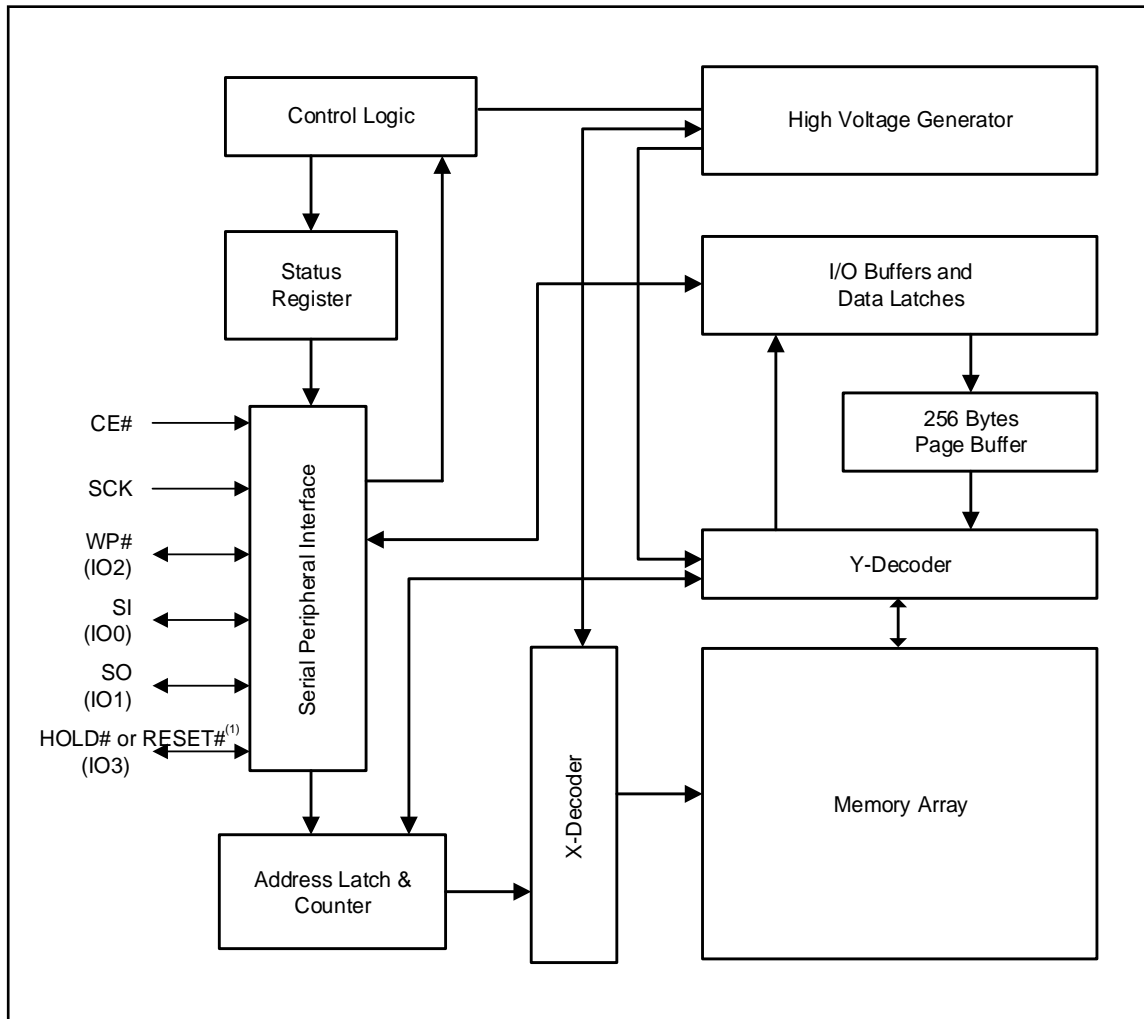 Control Logic
High Voltage Generator
Status
Register
I/O Buffers and
Data Latches
256 Bytes
Page Buffer
CE#
SCK
WP#
(IO2)
SI
(IO0)
SO
(IO1)
HOLD# or RESET#(1)
(IO3)
Serial Peripheral Interface
Y-Decoder
X-Decoder
Memory Array
Address Latch &
Counter